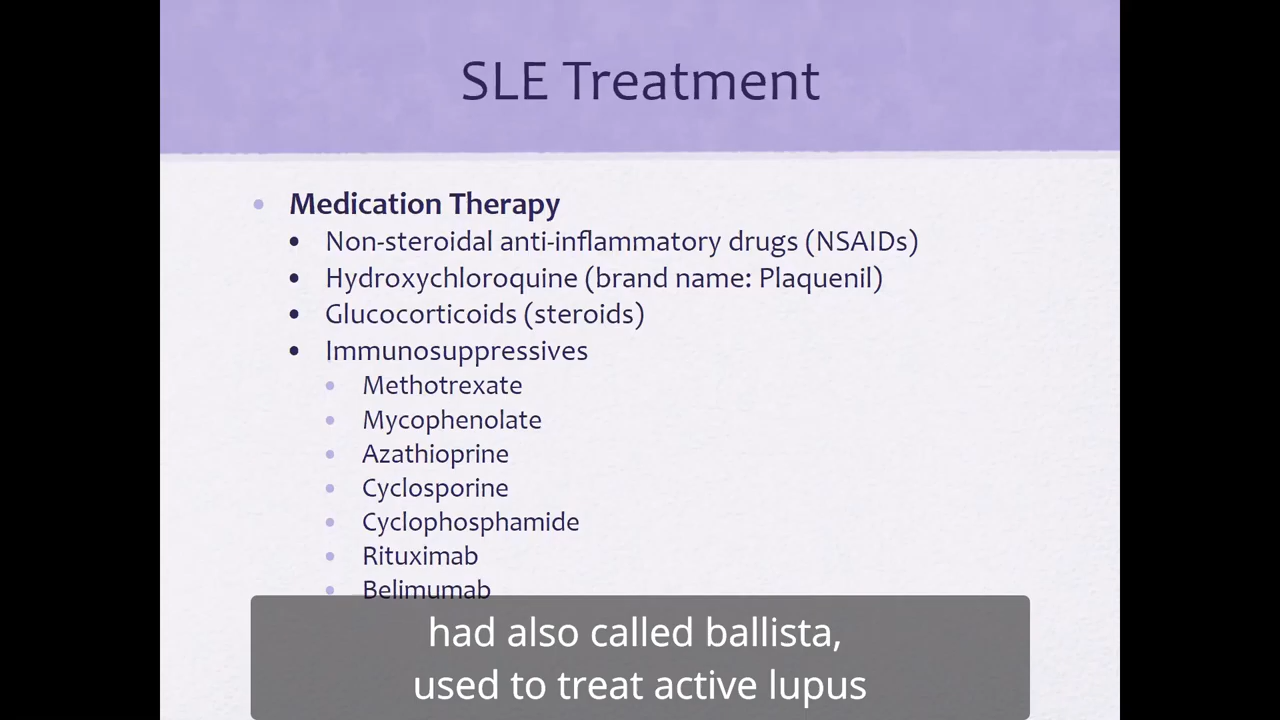 SLE Treatment
• Medication Therapy
• Non-steroidal anti-inflammatory drugs (NSAIDs)
• Hydroxychloroquine (brand name: Plaquenil)
• Glucocorticoids (steroids)
• Immunosuppressives
• Methotrexate
• Mycophenolate
• Azathioprine
• Cyclosporine
• Cyclophosphamide
• Rituximab
• Belimumab
had also called ballista,
used to treat active lupus